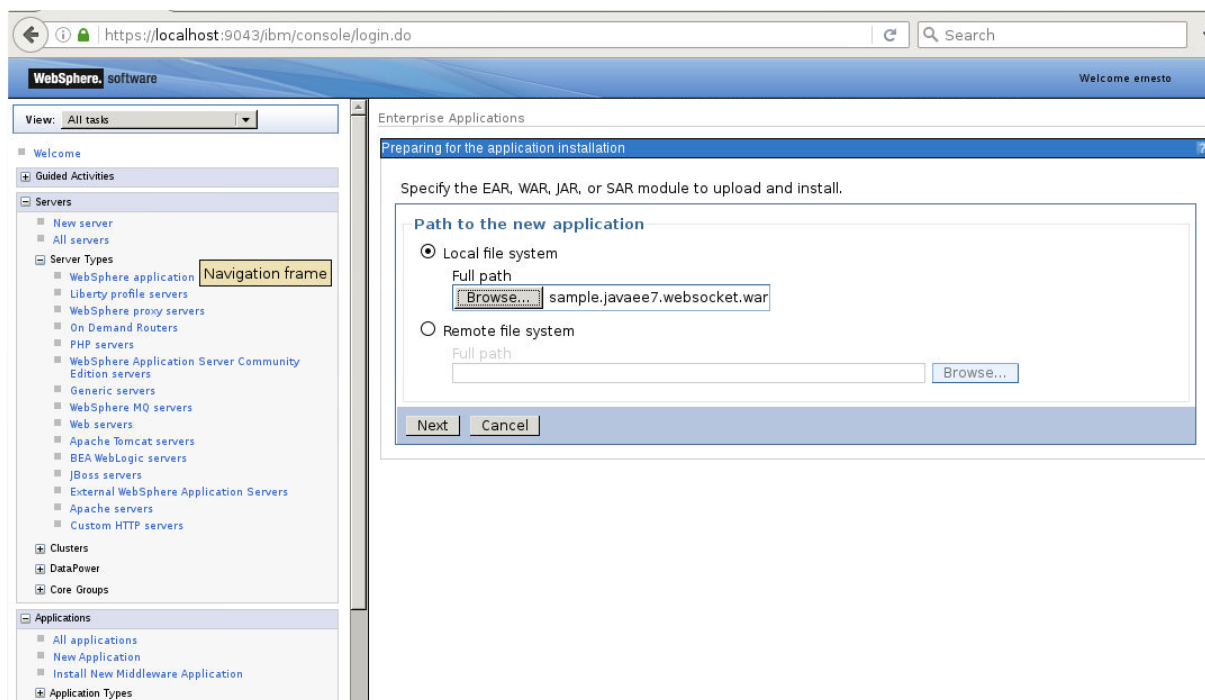 https://localhost:9043/ibm/console/login.do
Search
WebSphere. software
Welcome ernesto
View: All tasks
Welcome
Guided Activities
Servers
New server
All servers
Server Types
WebSphere application
Navigation frame
Liberty profile servers
WebSphere proxy servers
On Demand Routers
PHP servers
WebSphere Application Server Community
Edition servers
Generic servers
WebSphere MQ servers
Web servers
Apache Tomcat servers
BEA WebLogic servers
JBoss servers
External WebSphere Application Servers
Apache servers
Custom HTTP servers
Clusters
DataPower
Core Groups
Applications
All applications
New Application
Install New Middleware Application
Application Types
Enterprise Applications
Preparing for the application installation
?
Specify the EAR, WAR, JAR, or SAR module to upload and install.
Path to the new application
Local file system
Full path
Browse... sample.javaee7.websocket.war
Remote file system
Full path
Browse...
Next Cancel